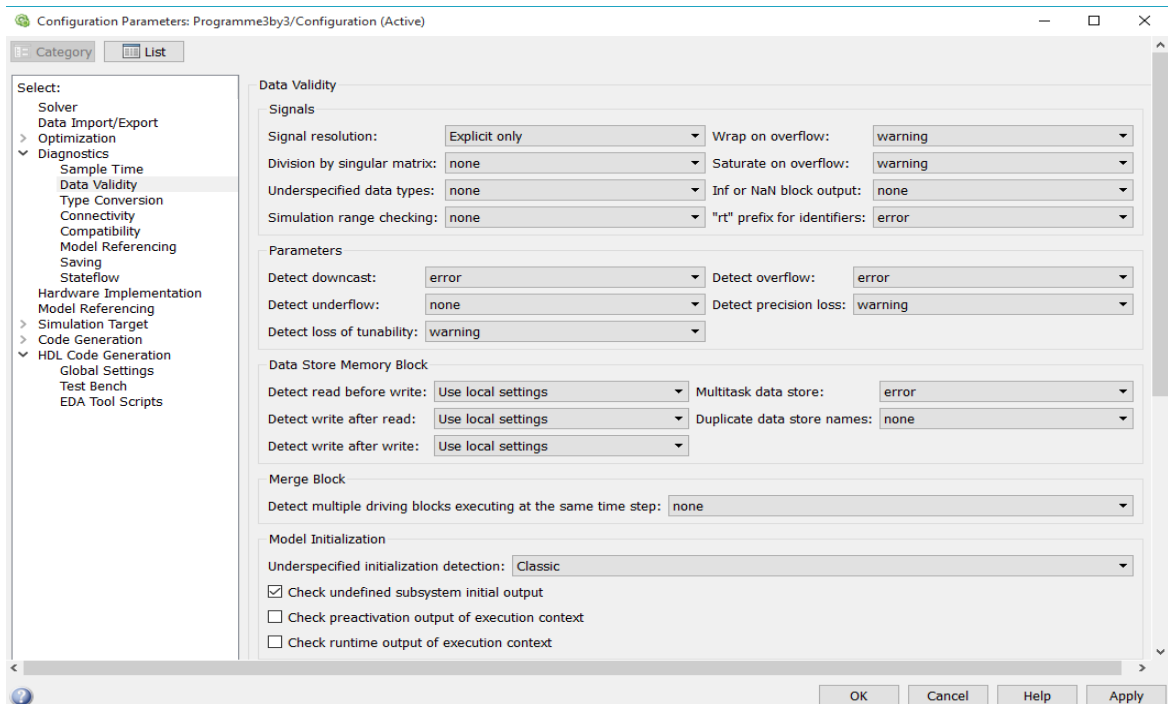 Configuration Parameters: Programme3by3/Configuration (Active)
Category List
Select:
Solver
Data Import/Export
Optimization
Diagnostics
Sample Time
Data Validity
Type Conversion
Connectivity
Compatibility
Model Referencing
Saving
Stateflow
Hardware Implementation
Model Referencing
Simulation Target
Code Generation
HDL Code Generation
Global Settings
Test Bench
EDA Tool Scripts
Data Validity
Signals
Signal resolution: Explicit only Wrap on overflow: warning
Division by singular matrix: none Saturate on overflow: warning
Underspecified data types: none Inf or NaN block output: none
Simulation range checking: none "rt" prefix for identifiers: error
Parameters
Detect downcast: error Detect overflow: error
Detect underflow: none Detect precision loss: warning
Detect loss of tunability: warning
Data Store Memory Block
Detect read before write: Use local settings Multitask data store: error
Detect write after read: Use local settings Duplicate data store names: none
Detect write after write: Use local settings
Merge Block
Detect multiple driving blocks executing at the same time step: none
Model Initialization
Underspecified initialization detection: Classic
Check undefined subsystem initial output
Check preactivation output of execution context
Check runtime output of execution context
OK Cancel Help Apply